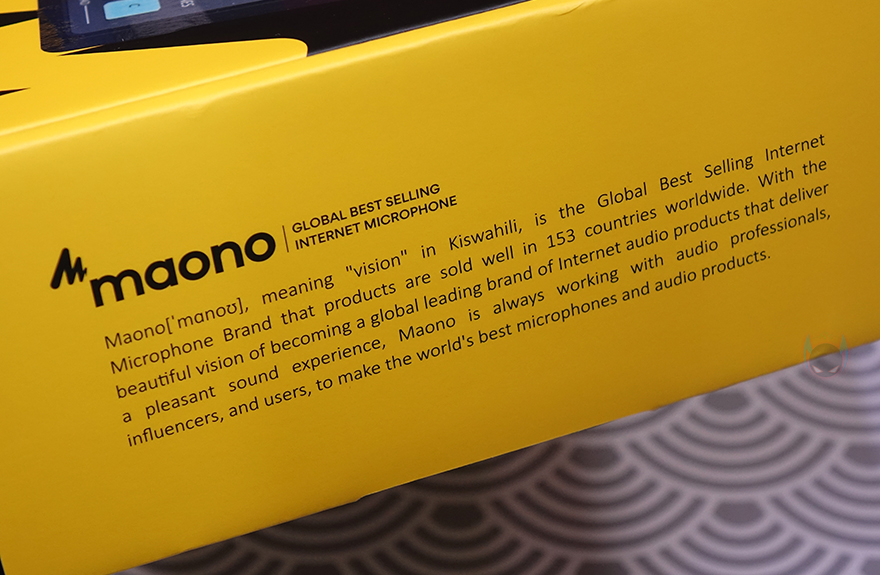 maono
GLOBAL BEST SELLING
INTERNET MICROPHONE
Maono[ˈmɑnoʊ], meaning "vision" in Kiswahili, is the Global Best Selling Internet
Microphone Brand that products are sold well in 153 countries worldwide. With the
beautiful vision of becoming a global leading brand of Internet audio products that deliver
a pleasant sound experience, Maono is always working with audio professionals,
influencers, and users, to make the world's best microphones and audio products.